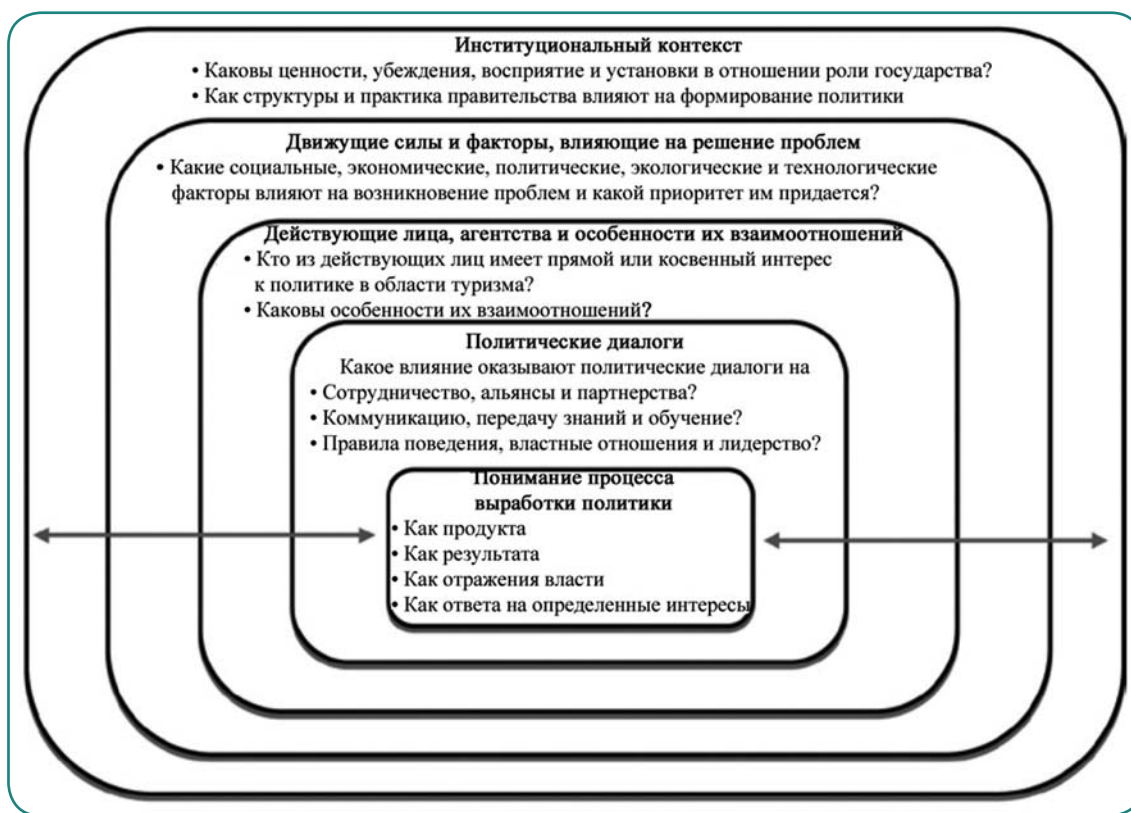 Институциональный контекст
• Каковы ценности, убеждения, восприятие и установки в отношении роли государства?
• Как структуры и практика правительства влияют на формирование политики
Движущие силы и факторы, влияющие на решение проблем
• Какие социальные, экономические, политические, экологические и технологические
факторы влияют на возникновение проблем и какой приоритет им придается?
Действующие лица, агентства и особенности их взаимоотношений
• Кто из действующих лиц имеет прямой или косвенный интерес
к политике в области туризма?
• Каковы особенности их взаимоотношений?
Политические диалоги
Какое влияние оказывают политические диалоги на
• Сотрудничество, альянсы и партнерства?
• Коммуникацию, передачу знаний и обучение?
• Правила поведения, властные отношения и лидерство?
Понимание процесса
выработки политики
• Как продукта
• Как результата
• Как отражения власти
• Как ответа на определенные интересы